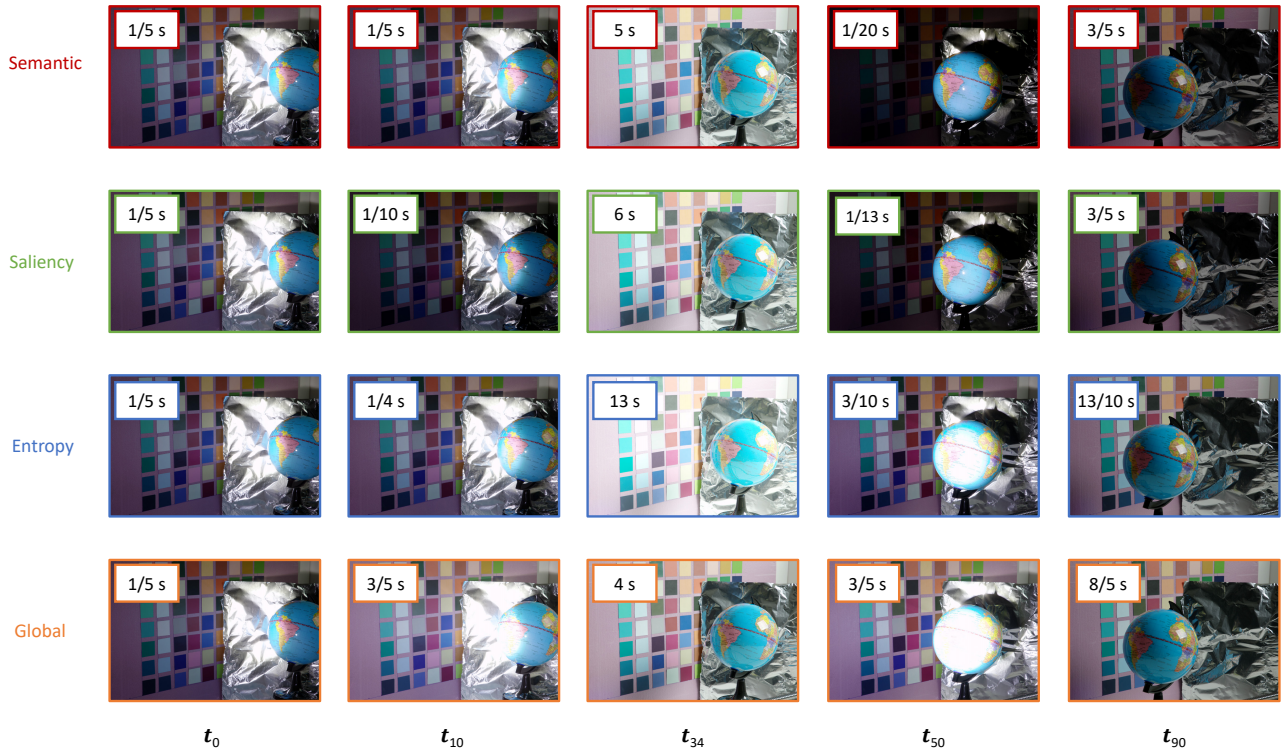 Semantic
1/5 s
1/5 s
5 s
1/20 s
3/5 s
Saliency
1/5 s
1/10 s
6 s
1/13 s
3/5 s
Entropy
1/5 s
1/4 s
13 s
3/10 s
13/10 s
Global
1/5 s
3/5 s
4 s
3/5 s
8/5 s
t₀ t₁₀ t₃₄ t₅₀ t₉₀